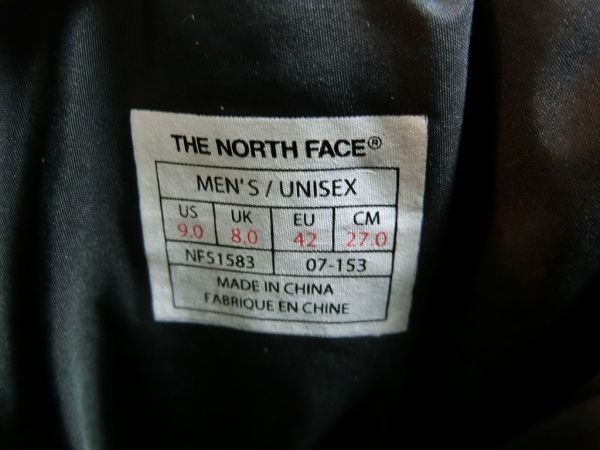 THE NORTH FACE®
MEN'S / UNISEX
US UK EU CM
9.0 8.0 42 27.0
NF51583 07-153
MADE IN CHINA
FABRIQUE EN CHINE